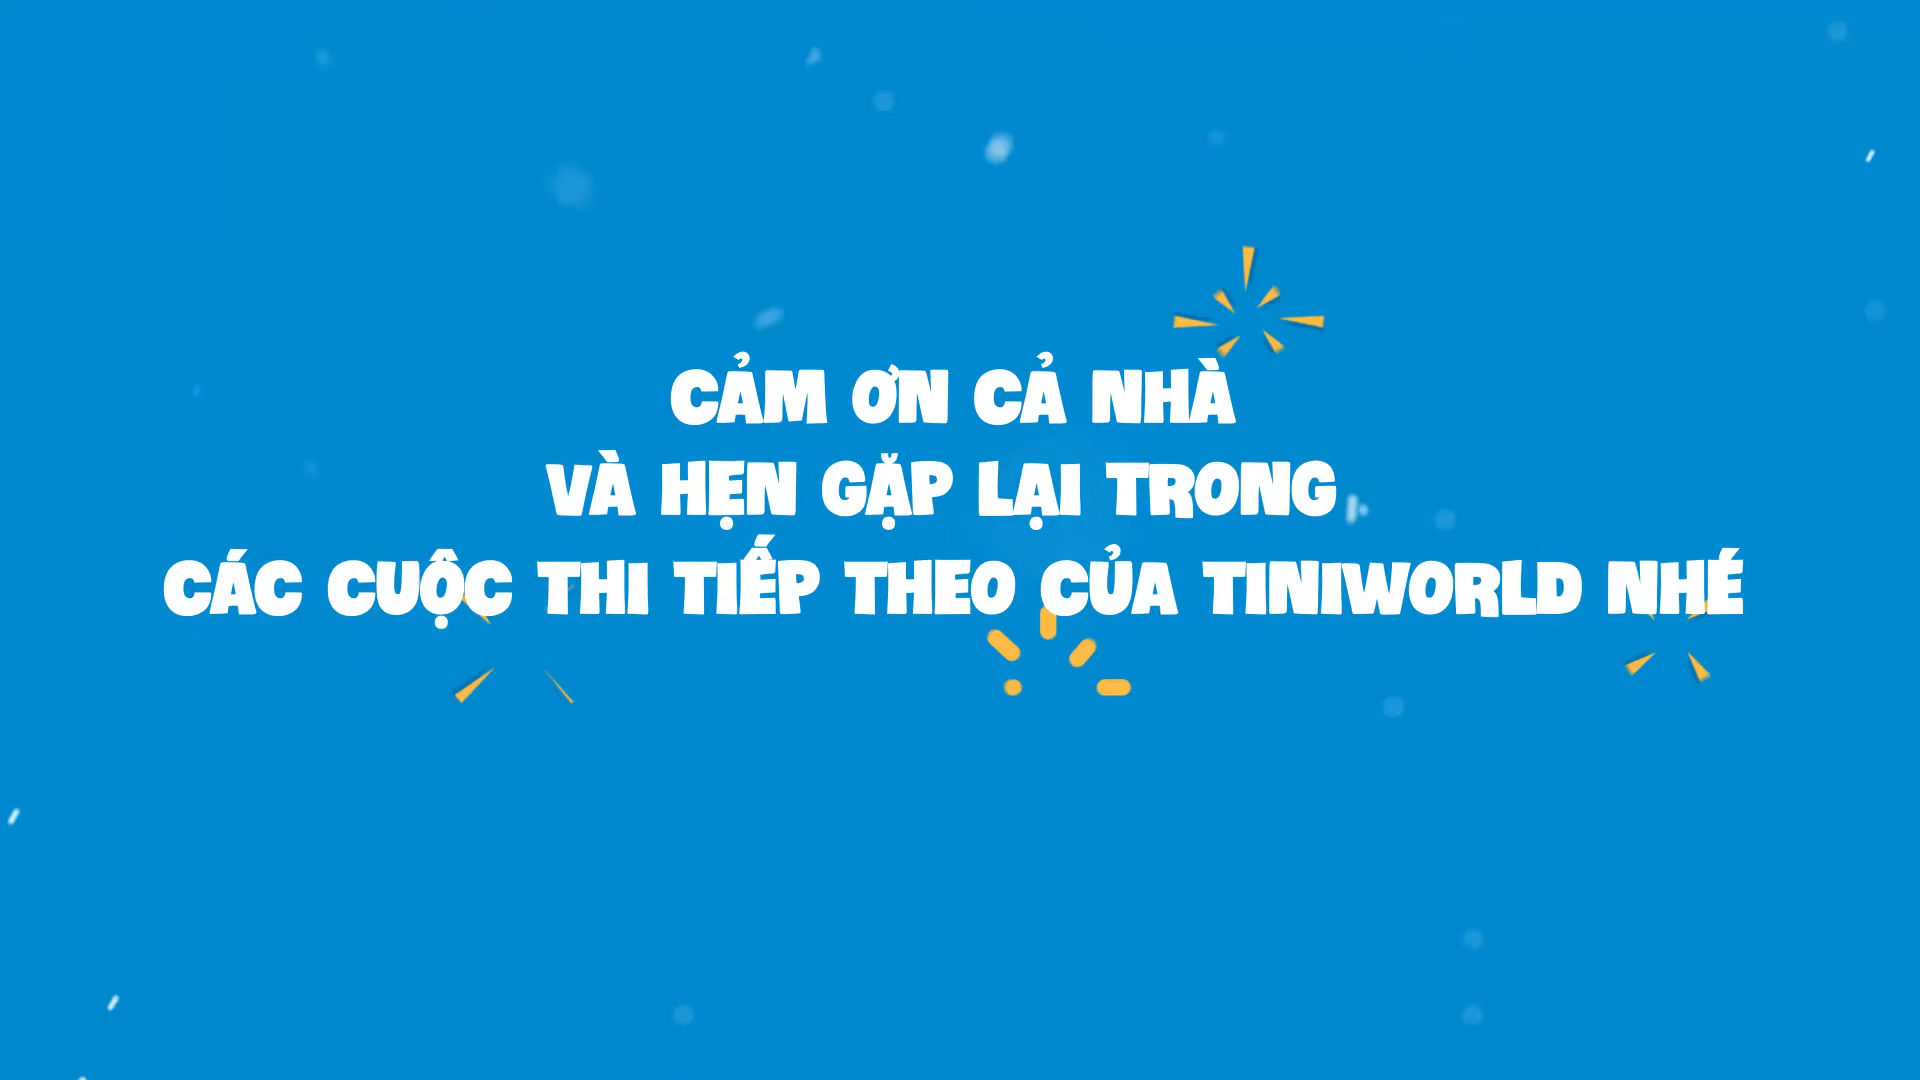 CẢM ƠN CẢ NHÀ
VÀ HẸN GẶP LẠI TRONG
CÁC CUỘC THI TIẾP THEO CỦA TINIWORLD NHÉ